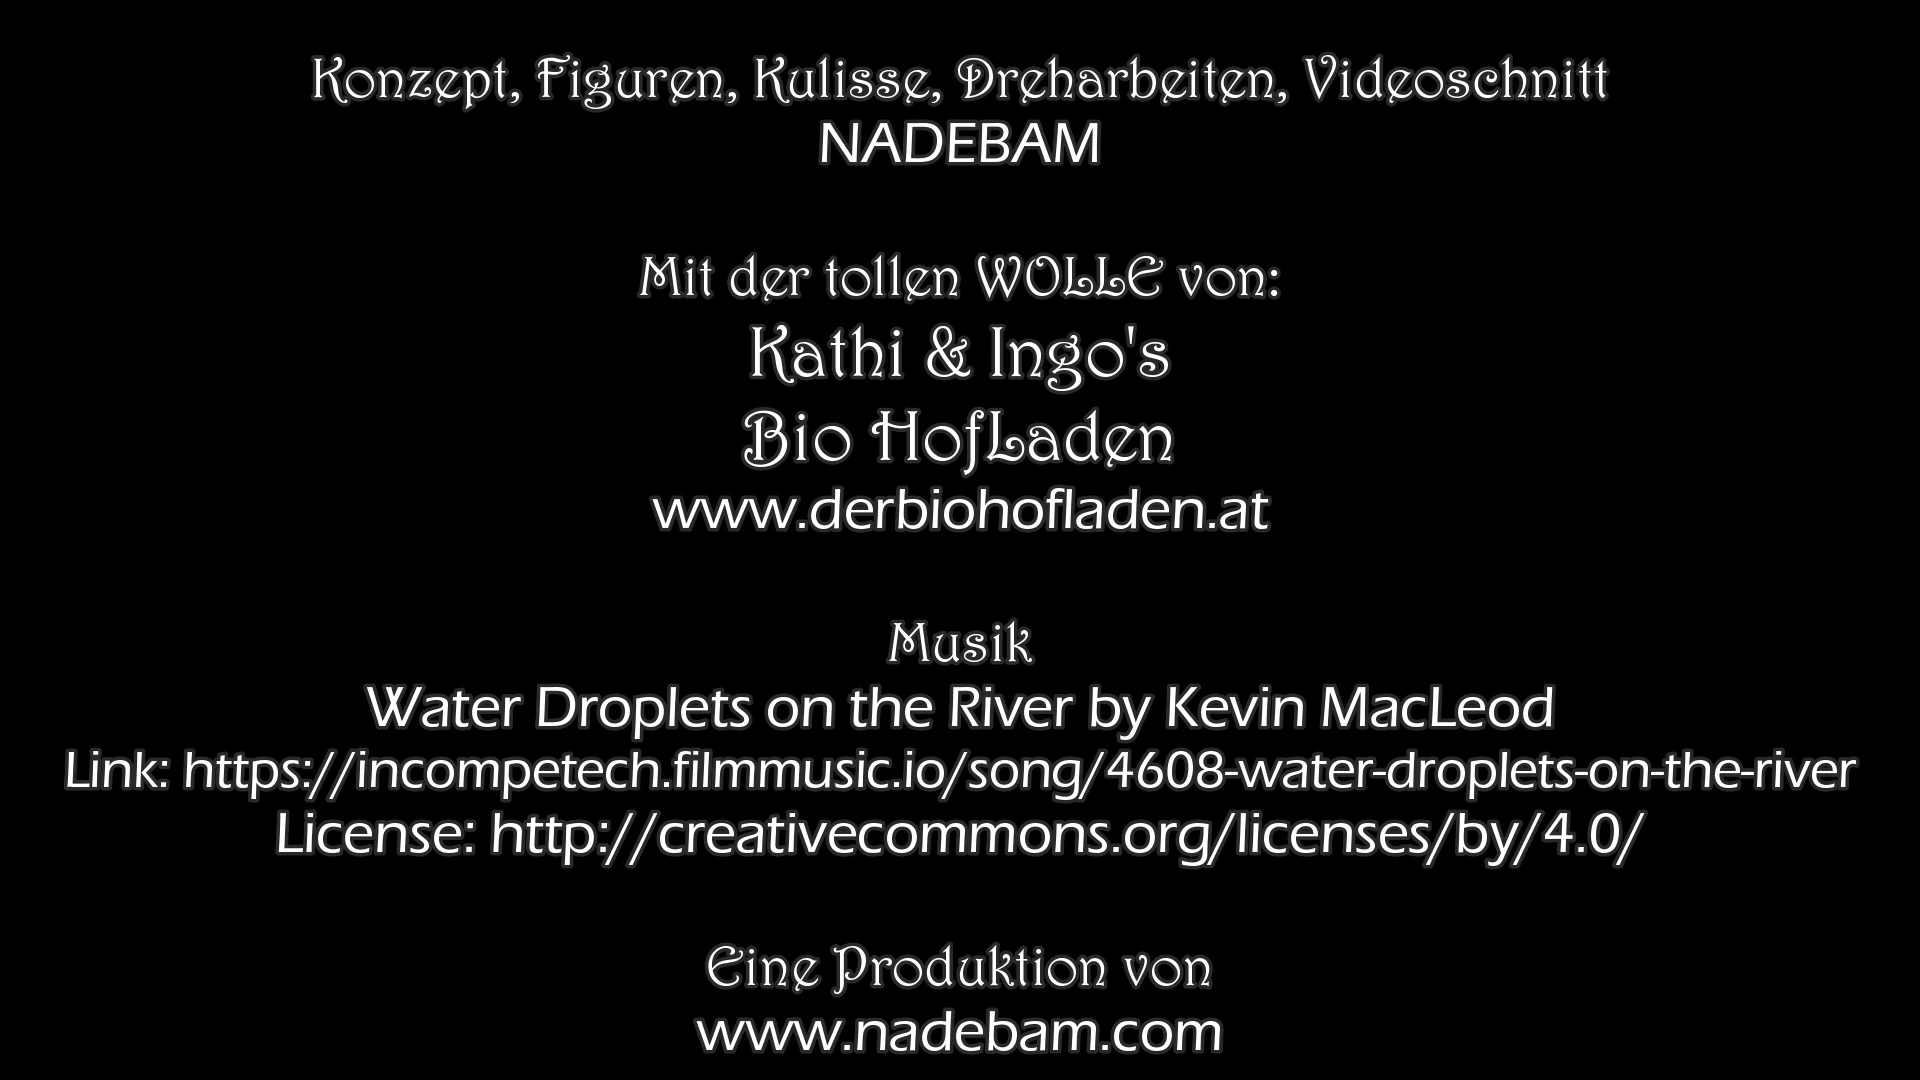 Konzept, Figuren, Kulisse, Dreharbeiten, Videoschnitt
NADEBAM
Mit der tollen WOLLE von:
Kathi & Ingo's
Bio HofLaden
www.derbiohofladen.at
Musik
Water Droplets on the River by Kevin MacLeod
Link: https://incompetech.filmmusic.io/song/4608-water-droplets-on-the-river
License: http://creativecommons.org/licenses/by/4.0/
Eine Produktion von
www.nadebam.com